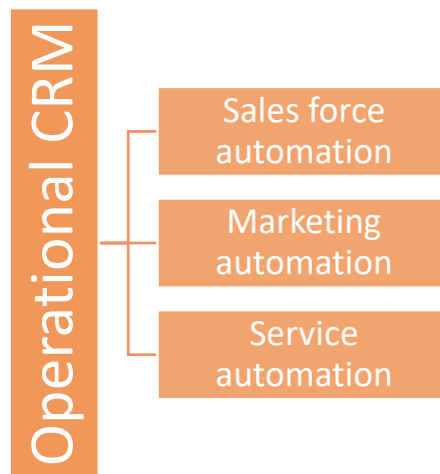 Operational CRM
Sales force
automation
Marketing
automation
Service
automation